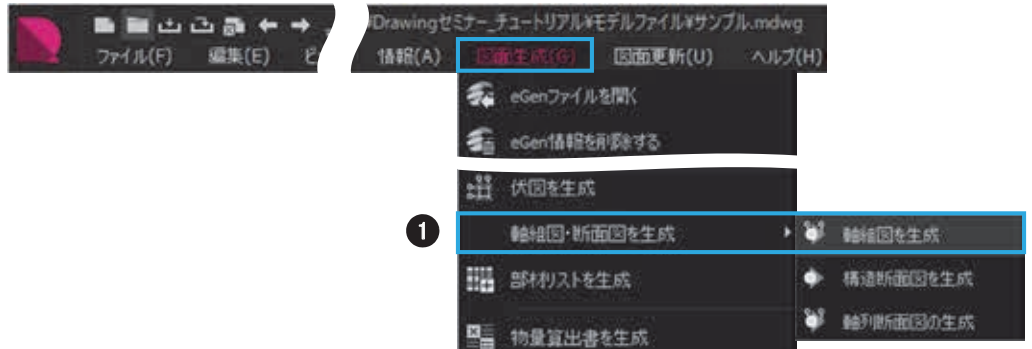 ¥Drawingセミナー_チュートリアル¥モデルファイル¥サンプル.mdwg
ファイル(F) 編集(E) ビ 情報(A) 図面生成(G) 図面更新(U) ヘルプ(H)
eGenファイルを開く
eGen情報を削除する
伏図を生成
❶ 軸組図・断面図を生成 軸組図を生成
部材リストを生成 構造断面図を生成
物量算出書を生成 軸列断面図の生成